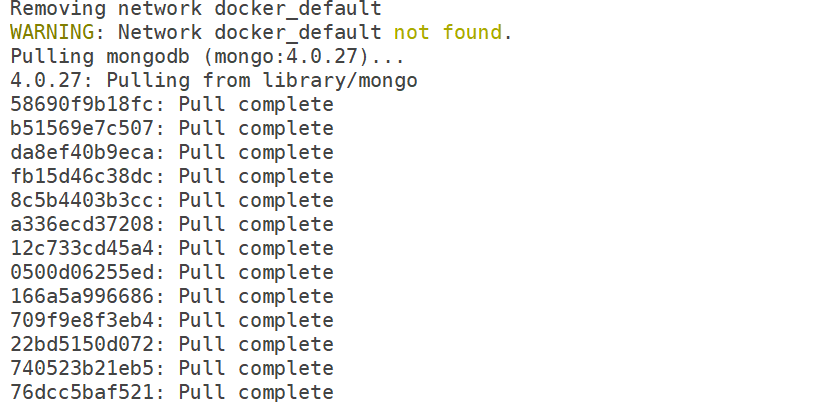 Removing network docker_default
WARNING: Network docker_default not found.
Pulling mongodb (mongo:4.0.27)...
4.0.27: Pulling from library/mongo
58690f9b18fc: Pull complete
b51569e7c507: Pull complete
da8ef40b9eca: Pull complete
fb15d46c38dc: Pull complete
8c5b4403b3cc: Pull complete
a336ecd37208: Pull complete
12c733cd45a4: Pull complete
0500d06255ed: Pull complete
166a5a996686: Pull complete
709f9e8f3eb4: Pull complete
22bd5150d072: Pull complete
740523b21eb5: Pull complete
76dcc5baf521: Pull complete